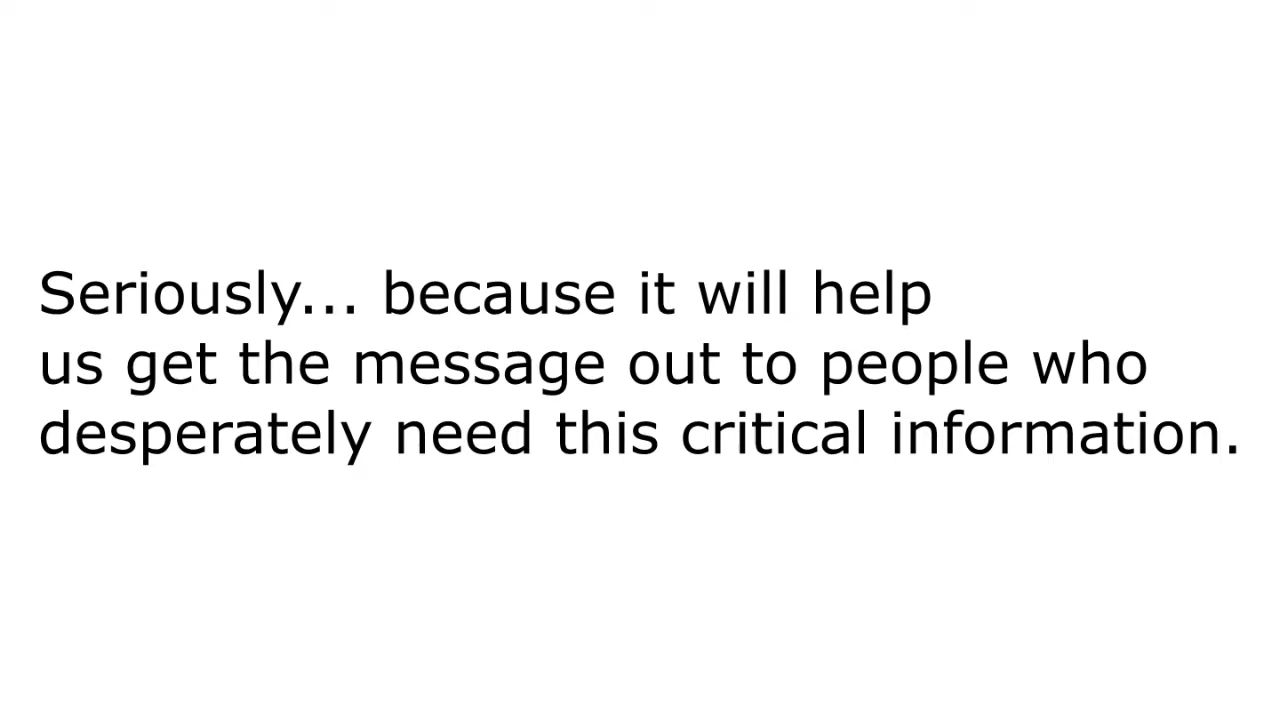 Seriously... because it will help
us get the message out to people who
desperately need this critical information.